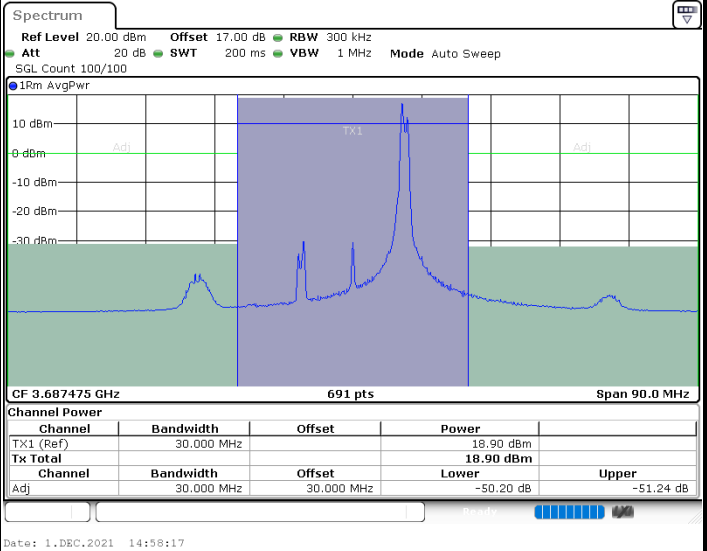 Spectrum
Ref Level 20.00 dBm Offset 17.00 dB RBW 300 kHz
Att 20 dB SWT 200 ms VBW 1 MHz Mode Auto Sweep
SGL Count 100/100
1Rm AvgPwr
10 dBm
TX1
Adj Adj
0 dBm
-10 dBm
-20 dBm
-30 dBm
CF 3.687475 GHz 691 pts Span 90.0 MHz
Channel Power
Channel Bandwidth Offset Power
TX1 (Ref) 30.000 MHz 18.90 dBm
Tx Total 18.90 dBm
Channel Bandwidth Offset Lower Upper
Adj 30.000 MHz 30.000 MHz -50.20 dB -51.24 dB
Ready
Date: 1.DEC.2021 14:58:17